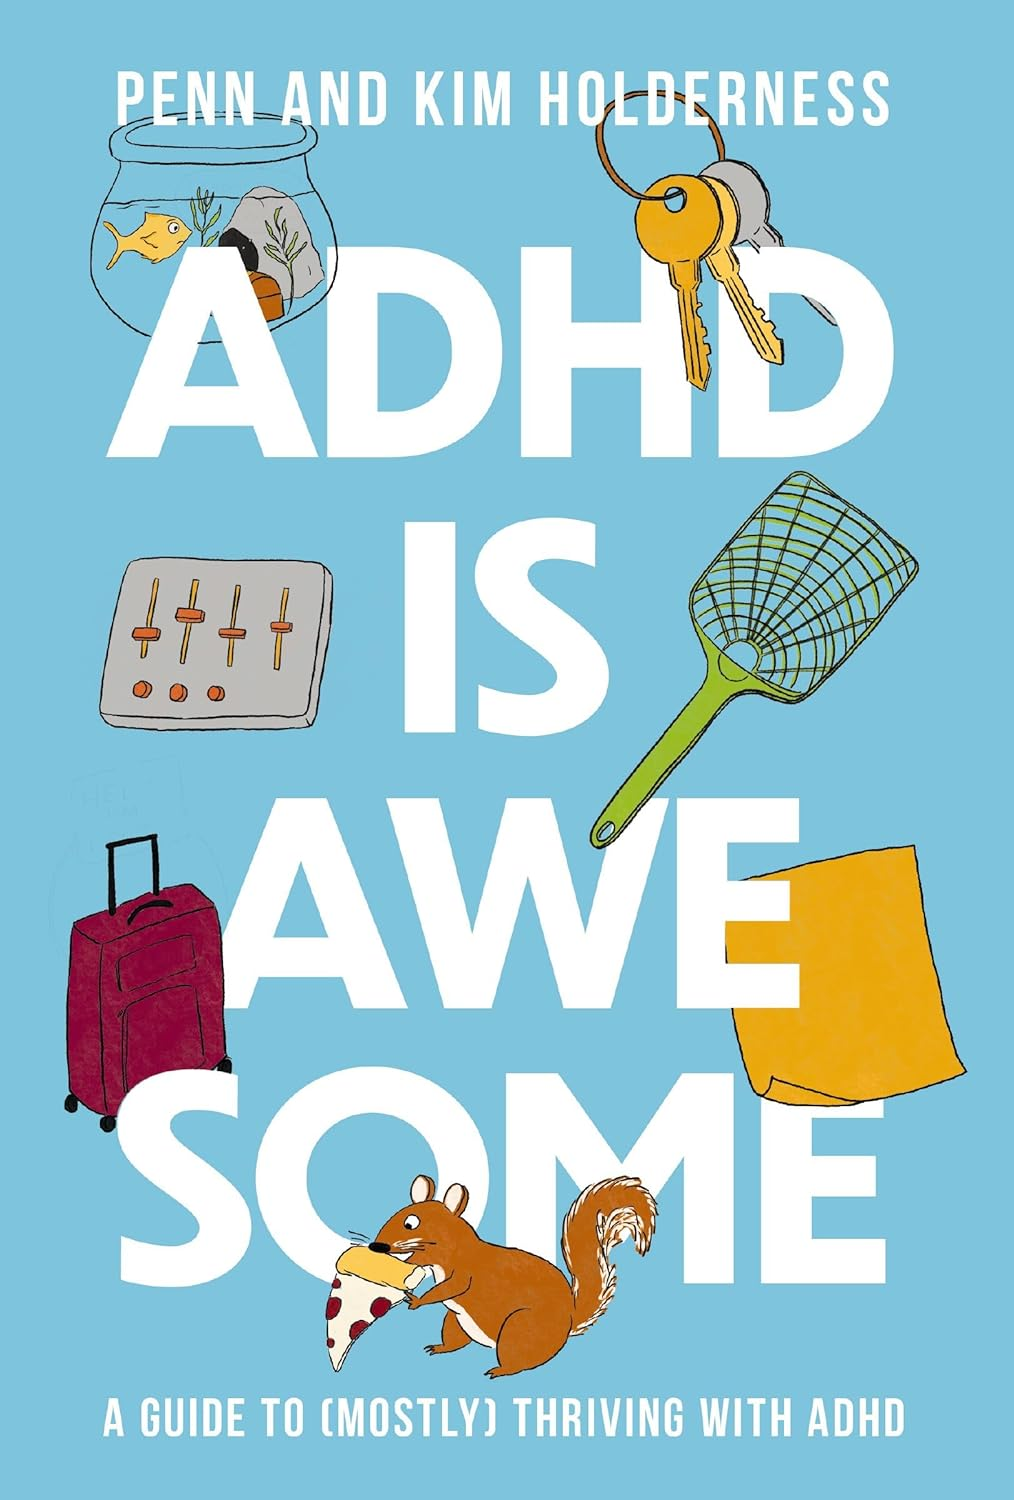 PENN AND KIM HOLDERNESS
ADHD
IS
AWE
SOME
A GUIDE TO (MOSTLY) THRIVING WITH ADHD